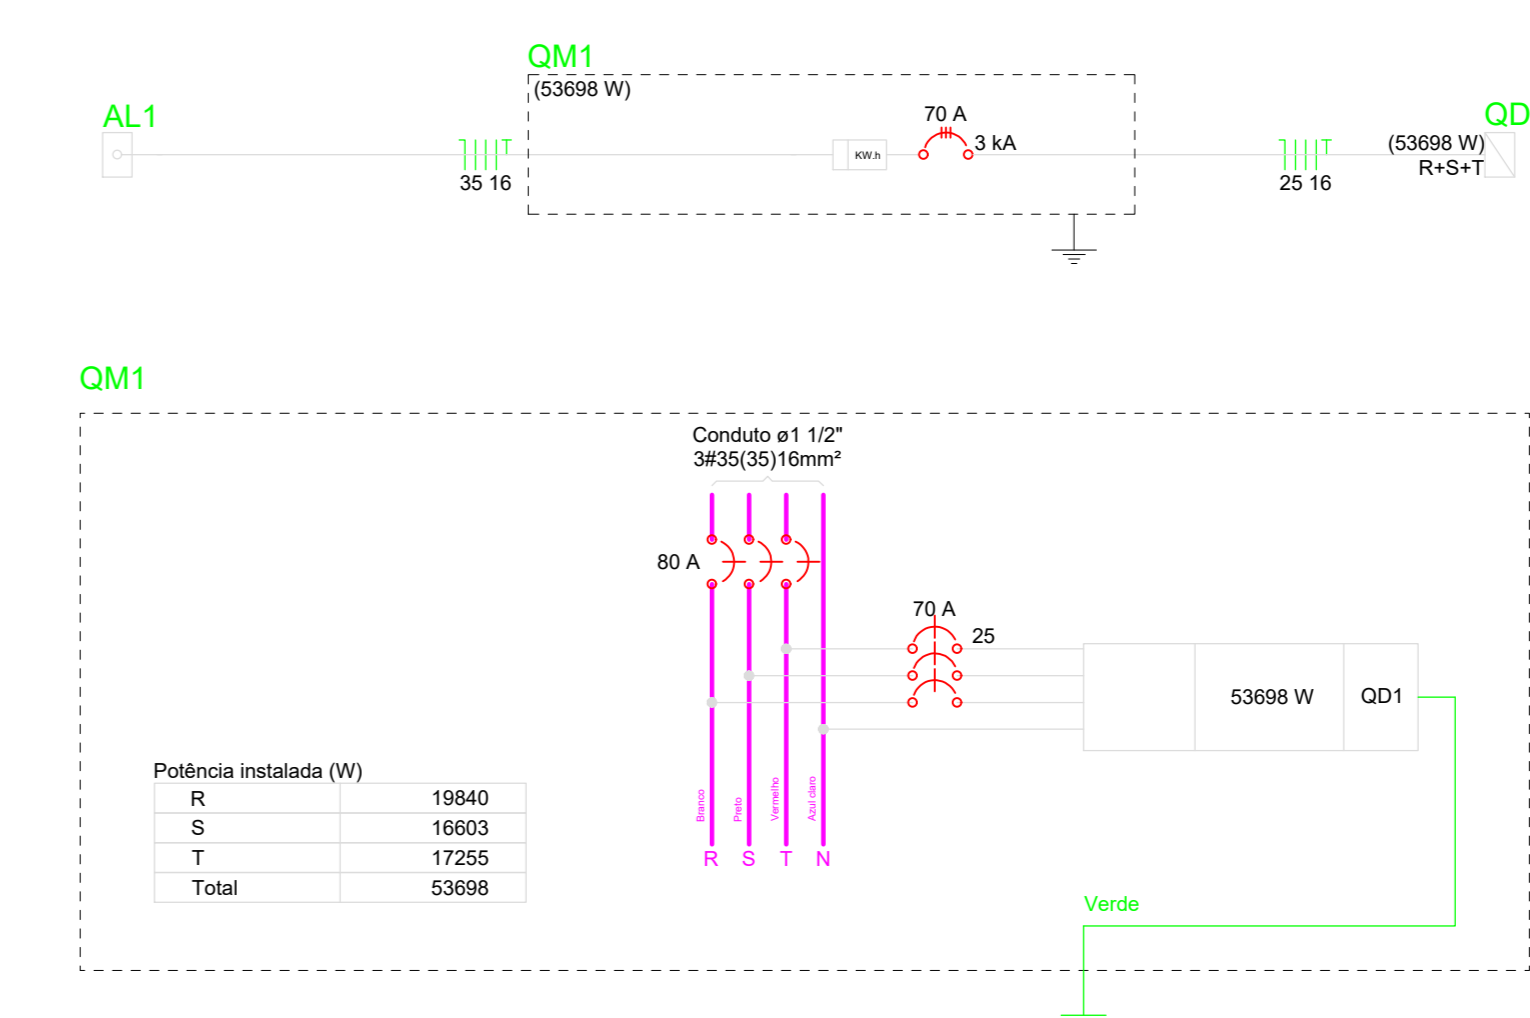 QM1
(53698 W)
AL1
70 A
3 kA
KW.h
QD
(53698 W)
R+S+T
T
35 16
T
25 16
QM1
Conduto ø1 1/2"
3#35(35)16mm²
80 A
70 A
25
53698 W
QD1
Potência instalada (W)
R 19840
S 16603
T 17255
Total 53698
Branco
Preto
Vermelho
Azul claro
R S T N
Verde